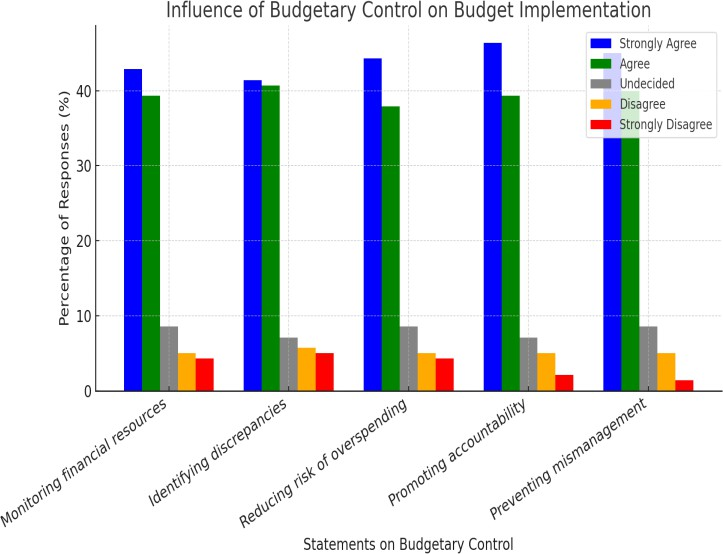 Influence of Budgetary Control on Budget Implementation
Strongly Agree
Agree
Undecided
Disagree
Strongly Disagree
Percentage of Responses (%)
40
30
20
10
0
Monitoring financial resources
Identifying discrepancies
Reducing risk of overspending
Promoting accountability
Preventing mismanagement
Statements on Budgetary Control